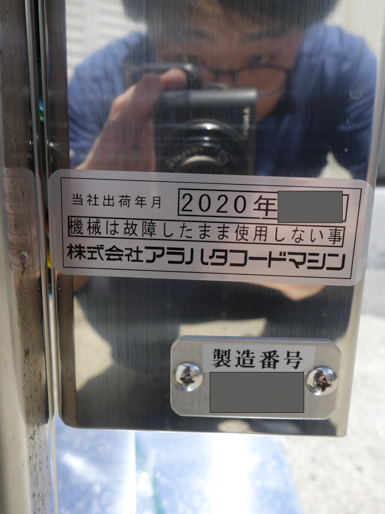 当社出荷年月 2020年
機械は故障したまま使用しない事
株式会社アラハタフードマシン
製造番号